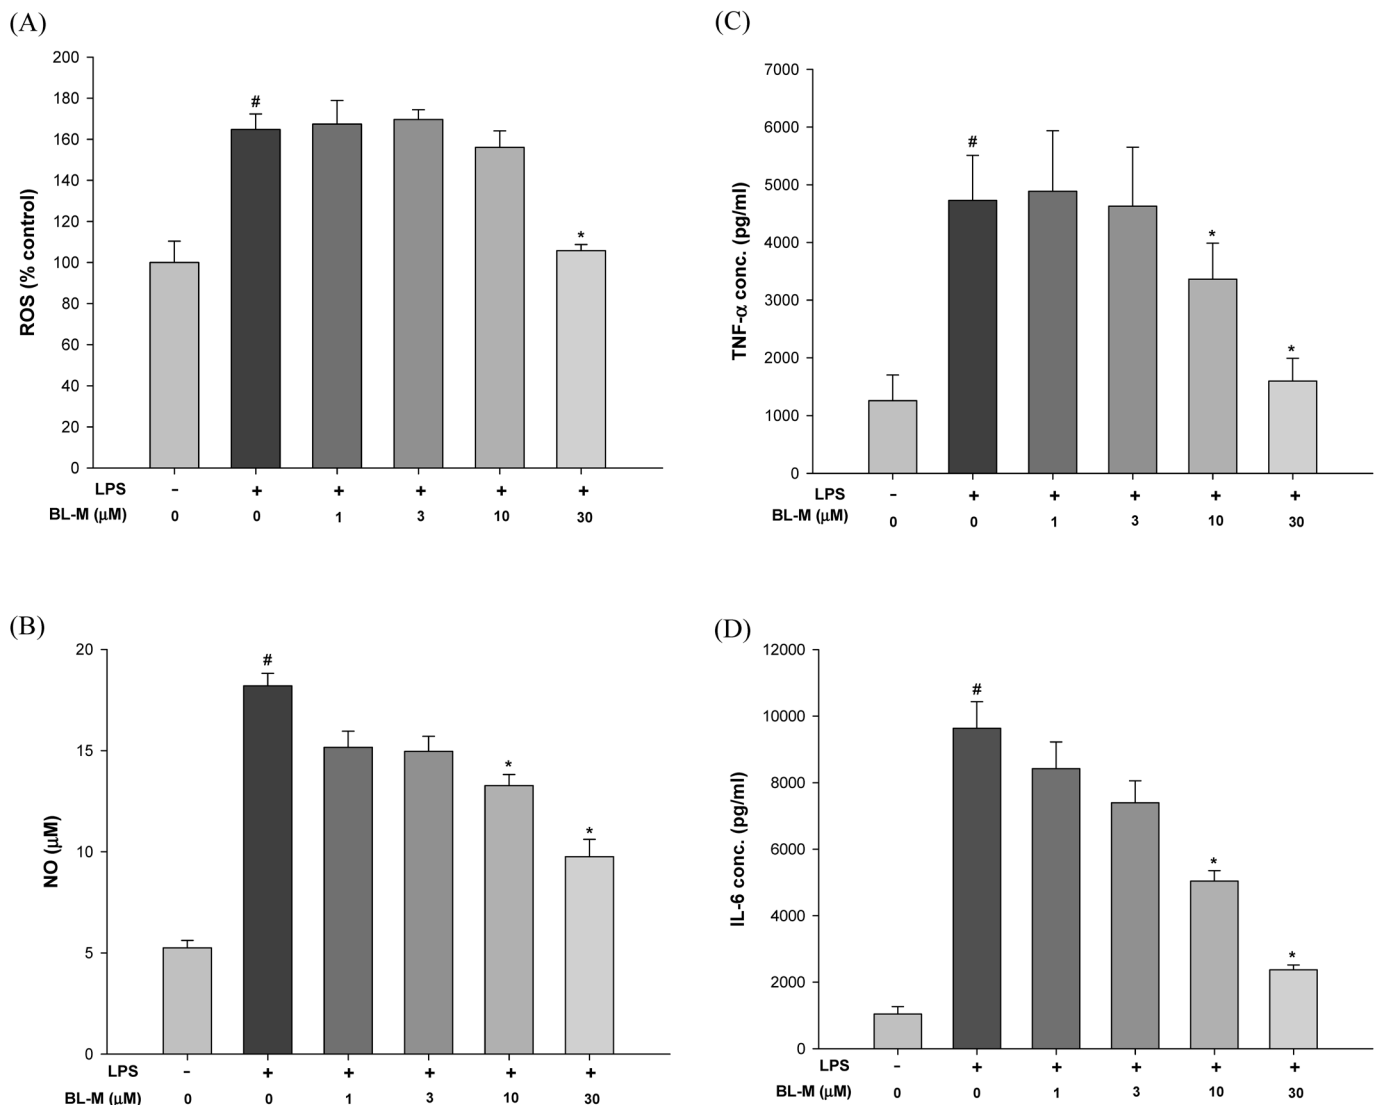 (A)
200
180
160
140
120
100
80
60
40
20
0
ROS (% control)
#
*
LPS - + + + + +
BL-M (μM) 0 0 1 3 10 30
(C)
7000
6000
5000
4000
3000
2000
1000
0
TNF-α conc. (pg/ml)
#
*
*
LPS - + + + + +
BL-M (μM) 0 0 1 3 10 30
(B)
20
15
10
5
0
NO (μM)
#
*
*
LPS - + + + + +
BL-M (μM) 0 0 1 3 10 30
(D)
12000
10000
8000
6000
4000
2000
0
IL-6 conc. (pg/ml)
#
*
*
LPS - + + + + +
BL-M (μM) 0 0 1 3 10 30